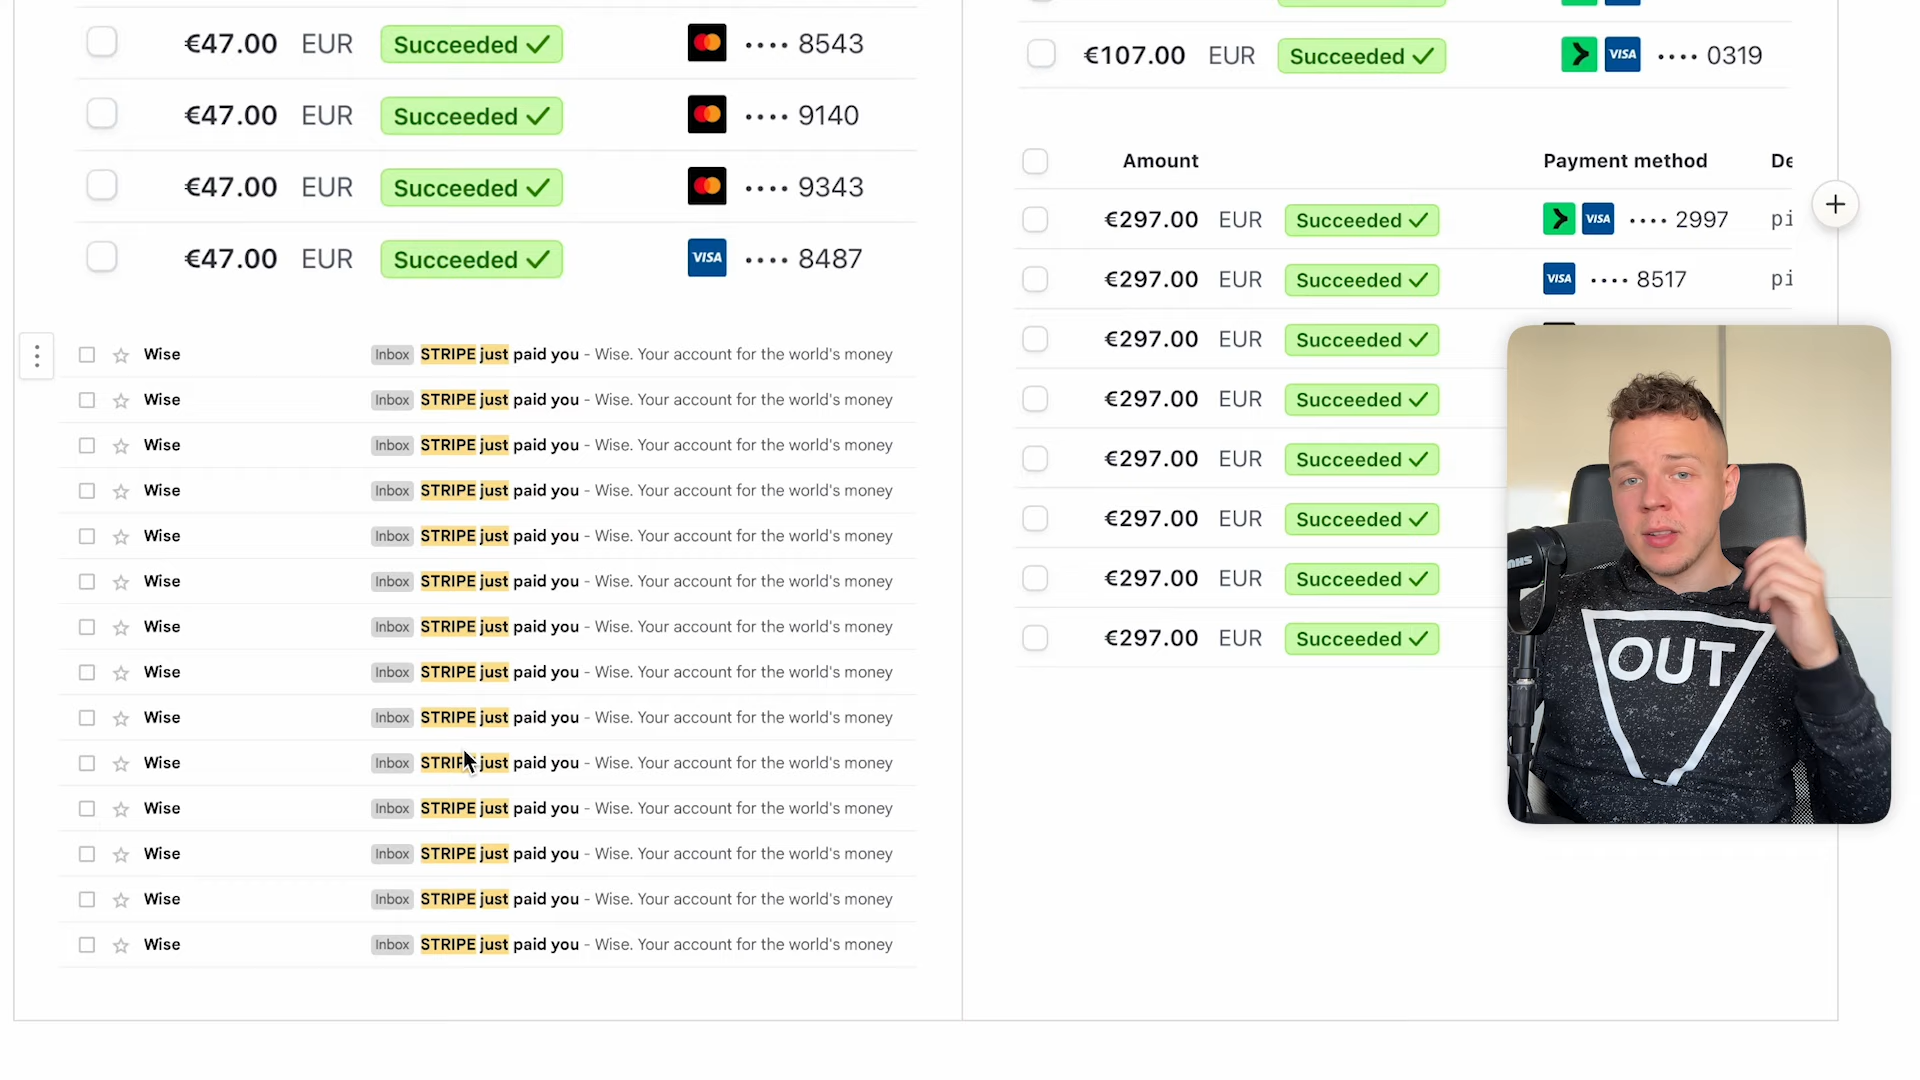 €47.00 EUR Succeeded ✓ •••• 8543
€47.00 EUR Succeeded ✓ •••• 9140
€47.00 EUR Succeeded ✓ •••• 9343
€47.00 EUR Succeeded ✓ VISA •••• 8487
Wise Inbox STRIPE just paid you - Wise. Your account for the world's money
Wise Inbox STRIPE just paid you - Wise. Your account for the world's money
Wise Inbox STRIPE just paid you - Wise. Your account for the world's money
Wise Inbox STRIPE just paid you - Wise. Your account for the world's money
Wise Inbox STRIPE just paid you - Wise. Your account for the world's money
Wise Inbox STRIPE just paid you - Wise. Your account for the world's money
Wise Inbox STRIPE just paid you - Wise. Your account for the world's money
Wise Inbox STRIPE just paid you - Wise. Your account for the world's money
Wise Inbox STRIPE just paid you - Wise. Your account for the world's money
Wise Inbox STRIPE just paid you - Wise. Your account for the world's money
Wise Inbox STRIPE just paid you - Wise. Your account for the world's money
Wise Inbox STRIPE just paid you - Wise. Your account for the world's money
Wise Inbox STRIPE just paid you - Wise. Your account for the world's money
Wise Inbox STRIPE just paid you - Wise. Your account for the world's money
€107.00 EUR Succeeded ✓ VISA •••• 0319
Amount Payment method De
€297.00 EUR Succeeded ✓ VISA •••• 2997 pi
€297.00 EUR Succeeded ✓ VISA •••• 8517 pi
€297.00 EUR Succeeded ✓
€297.00 EUR Succeeded ✓
€297.00 EUR Succeeded ✓
€297.00 EUR Succeeded ✓
€297.00 EUR Succeeded ✓
€297.00 EUR Succeeded ✓
OUT